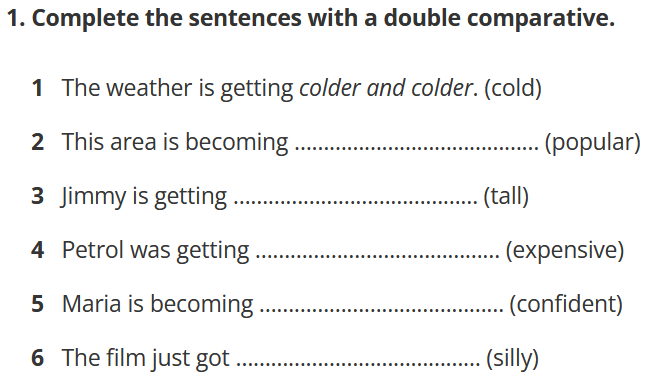 1. Complete the sentences with a double comparative.
1 The weather is getting colder and colder. (cold)
2 This area is becoming ........................................ (popular)
3 Jimmy is getting ........................................ (tall)
4 Petrol was getting ........................................ (expensive)
5 Maria is becoming ........................................ (confident)
6 The film just got ........................................ (silly)